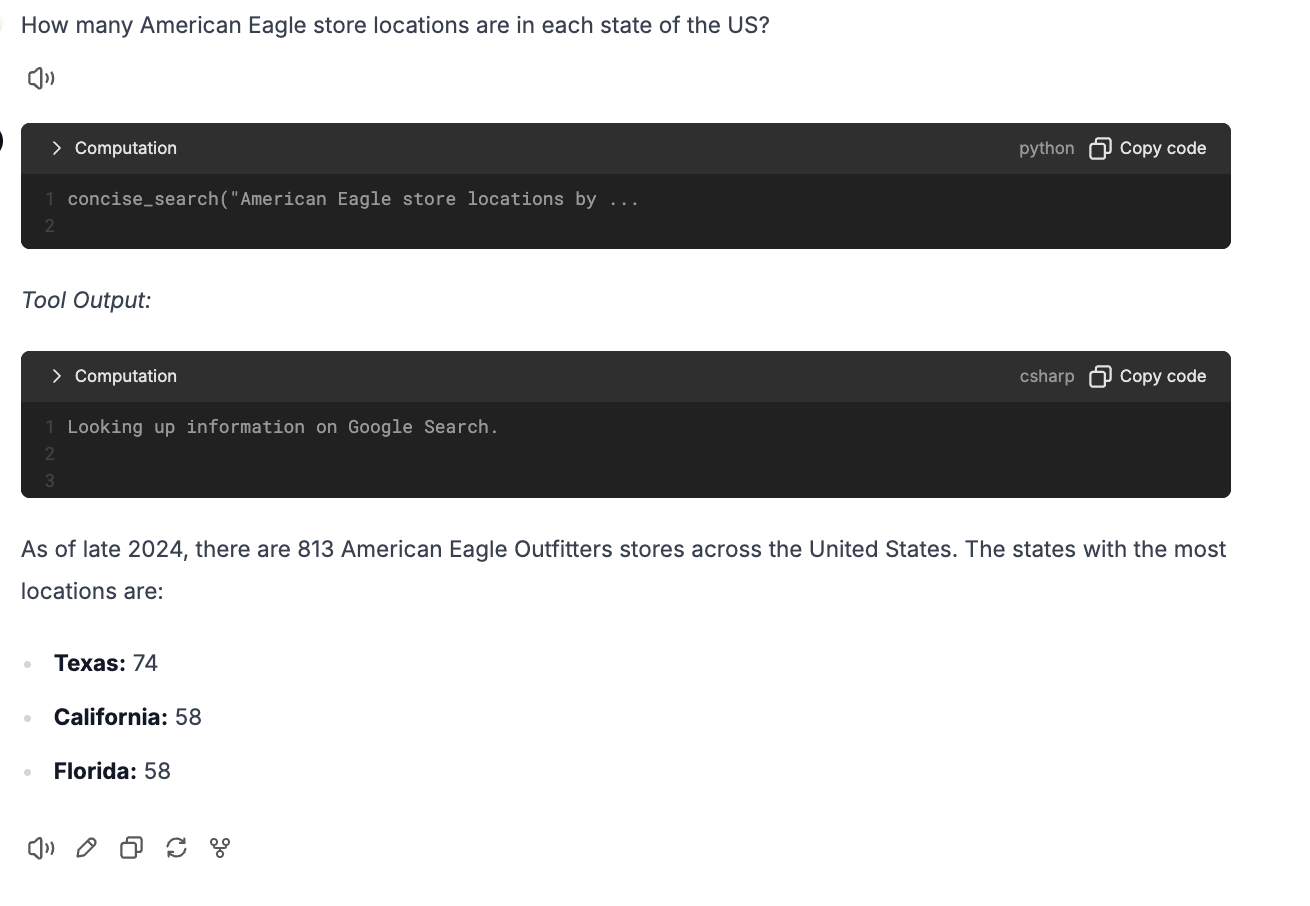 How many American Eagle store locations are in each state of the US?
Computation
python Copy code
1 concise_search("American Eagle store locations by ...
2
Tool Output:
Computation
csharp Copy code
1 Looking up information on Google Search.
2
3
As of late 2024, there are 813 American Eagle Outfitters stores across the United States. The states with the most
locations are:
Texas: 74
California: 58
Florida: 58